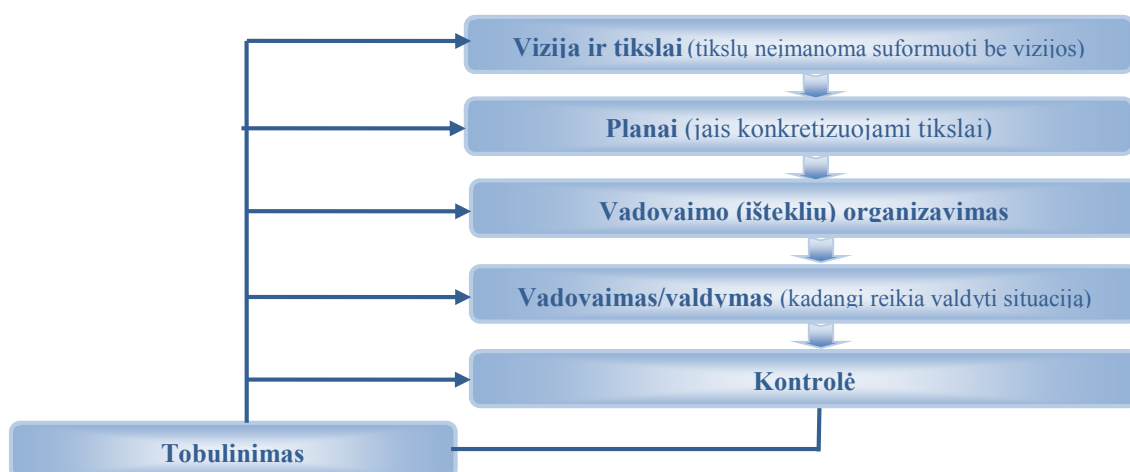 Vizija ir tikslai (tikslų neįmanoma suformuoti be vizijos)
Planai (jais konkretizuojami tikslai)
Vadovaimo (išteklių) organizavimas
Vadovaimas/valdymas (kadangi reikia valdyti situaciją)
Kontrolė
Tobulinimas